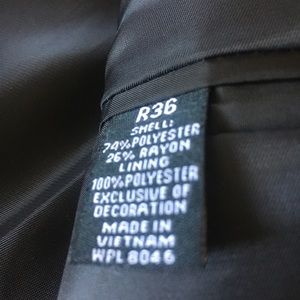 R36
SHELL:
74%POLYESTER
26% RAYON
LINING
100%POLYESTER
EXCLUSIVE OF
DECORATION
MADE IN
VIETNAM
WPL 8046